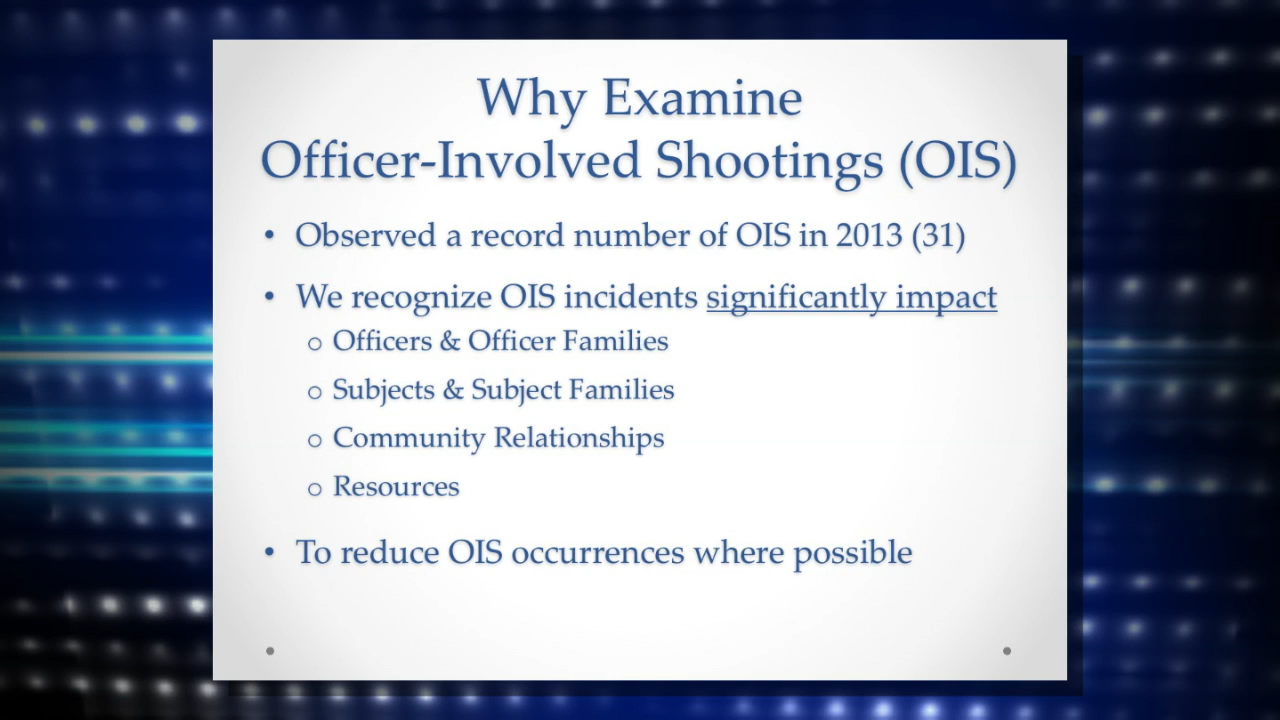 Why Examine
Officer-Involved Shootings (OIS)
• Observed a record number of OIS in 2013 (31)
• We recognize OIS incidents significantly impact
o Officers & Officer Families
o Subjects & Subject Families
o Community Relationships
o Resources
• To reduce OIS occurrences where possible